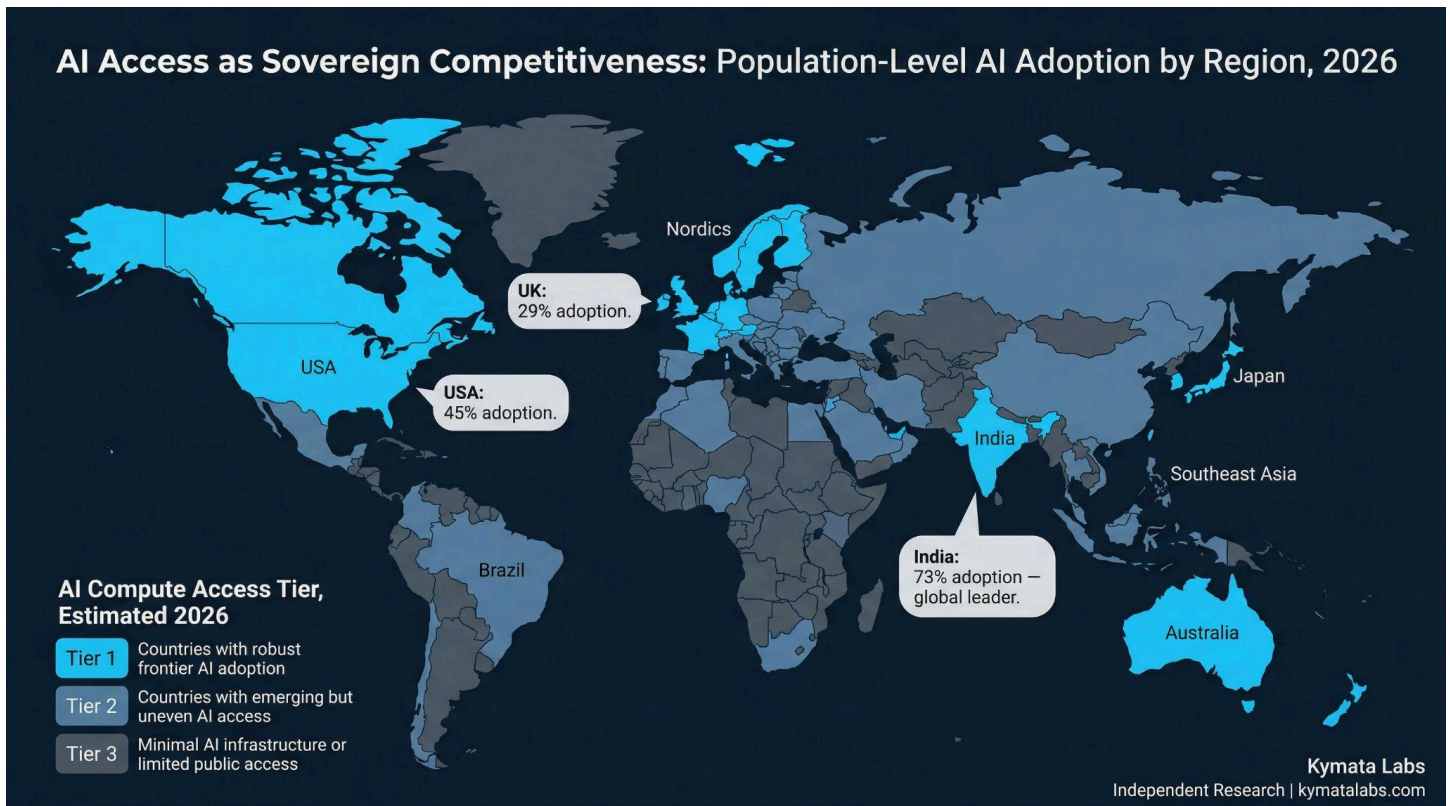 AI Access as Sovereign Competitiveness: Population-Level AI Adoption by Region, 2026
Nordics
UK:
29% adoption.
USA
USA:
45% adoption.
Japan
India
Southeast Asia
India:
73% adoption —
global leader.
Brazil
Australia
AI Compute Access Tier,
Estimated 2026
Tier 1
Countries with robust
frontier AI adoption
Tier 2
Countries with emerging but
uneven AI access
Tier 3
Minimal AI infrastructure or
limited public access
Kymata Labs
Independent Research | kymatalabs.com